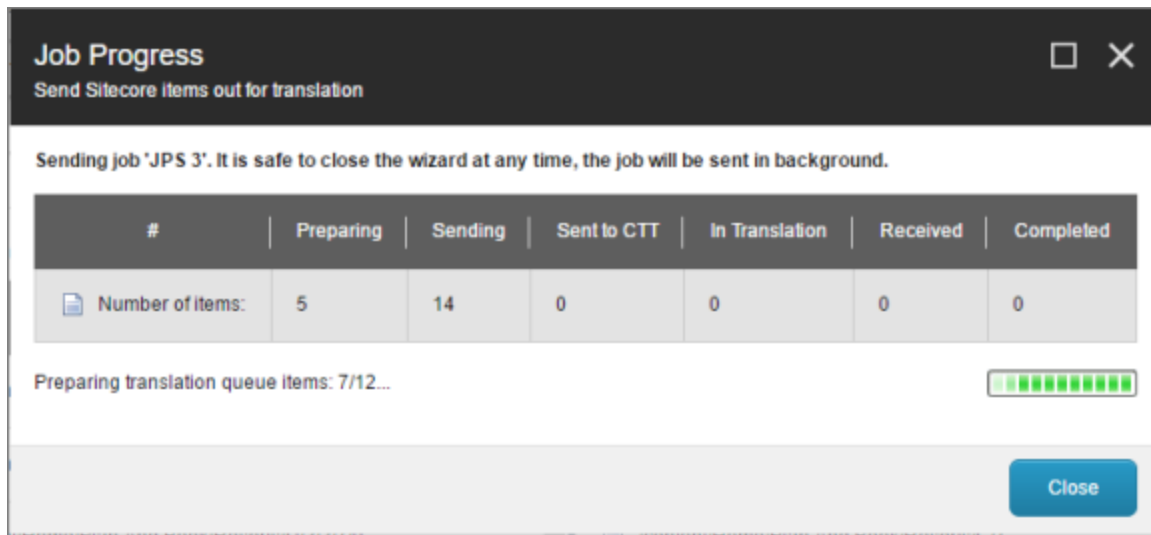 Job Progress
Send Sitecore items out for translation
Sending job 'JPS 3'. It is safe to close the wizard at any time, the job will be sent in background.
# Preparing Sending Sent to CTT In Translation Received Completed
Number of items: 5 14 0 0 0 0
Preparing translation queue items: 7/12...
Close